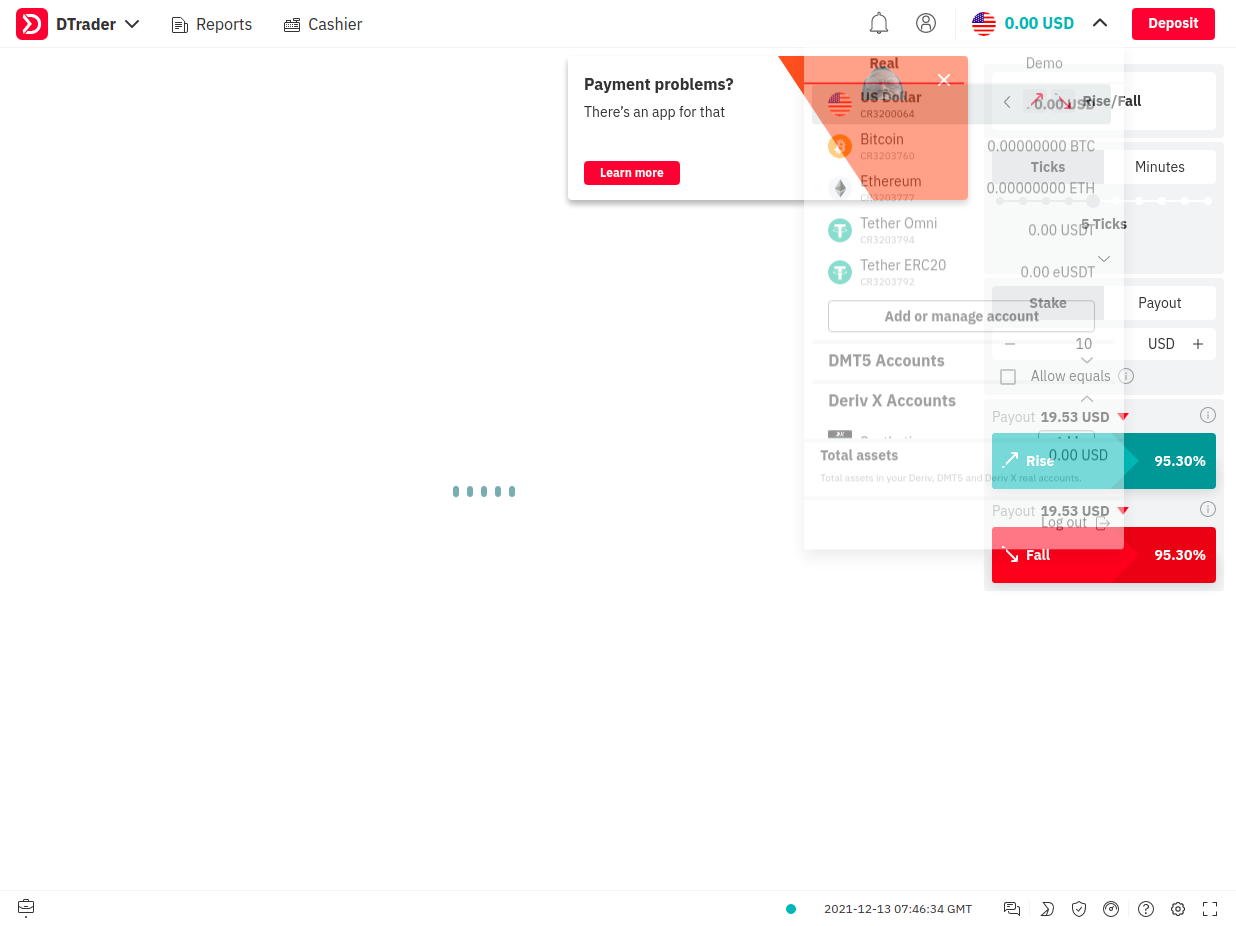 DTrader
Reports
Cashier
0.00 USD
Deposit
Payment problems?
There's an app for that
Learn more
Real
Demo
US Dollar
CR3200064
0.00 USD
Bitcoin
CR3203760
0.00000000 BTC
Ethereum
CR3203777
0.00000000 ETH
Tether Omni
CR3203794
0.00 USDT
Tether ERC20
CR3203792
0.00 eUSDT
Add or manage account
DMT5 Accounts
Deriv X Accounts
Total assets
0.00 USD
Total assets in your Deriv, DMT5 and Deriv X real accounts.
Log out
Rise/Fall
Ticks
Minutes
5 Ticks
Stake
Payout
10
USD
Allow equals
Payout 19.53 USD
Rise
95.30%
Payout 19.53 USD
Fall
95.30%
2021-12-13 07:46:34 GMT